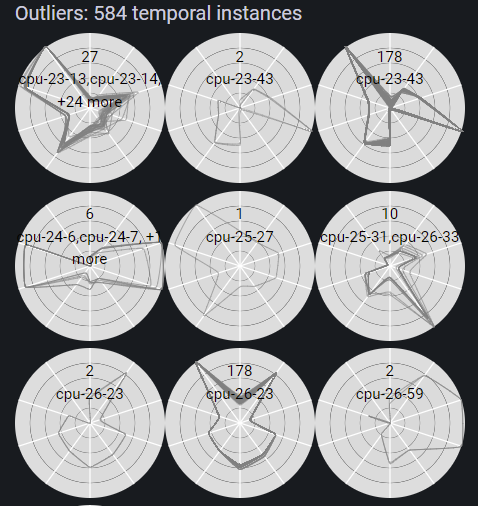 Outliers: 584 temporal instances
27
cpu-23-13,cpu-23-14,
+24 more
2
cpu-23-43
178
cpu-23-43
6
cpu-24-6,cpu-24-7, +1
more
1
cpu-25-27
10
cpu-25-31,cpu-26-33
2
cpu-26-23
178
cpu-26-23
2
cpu-26-59